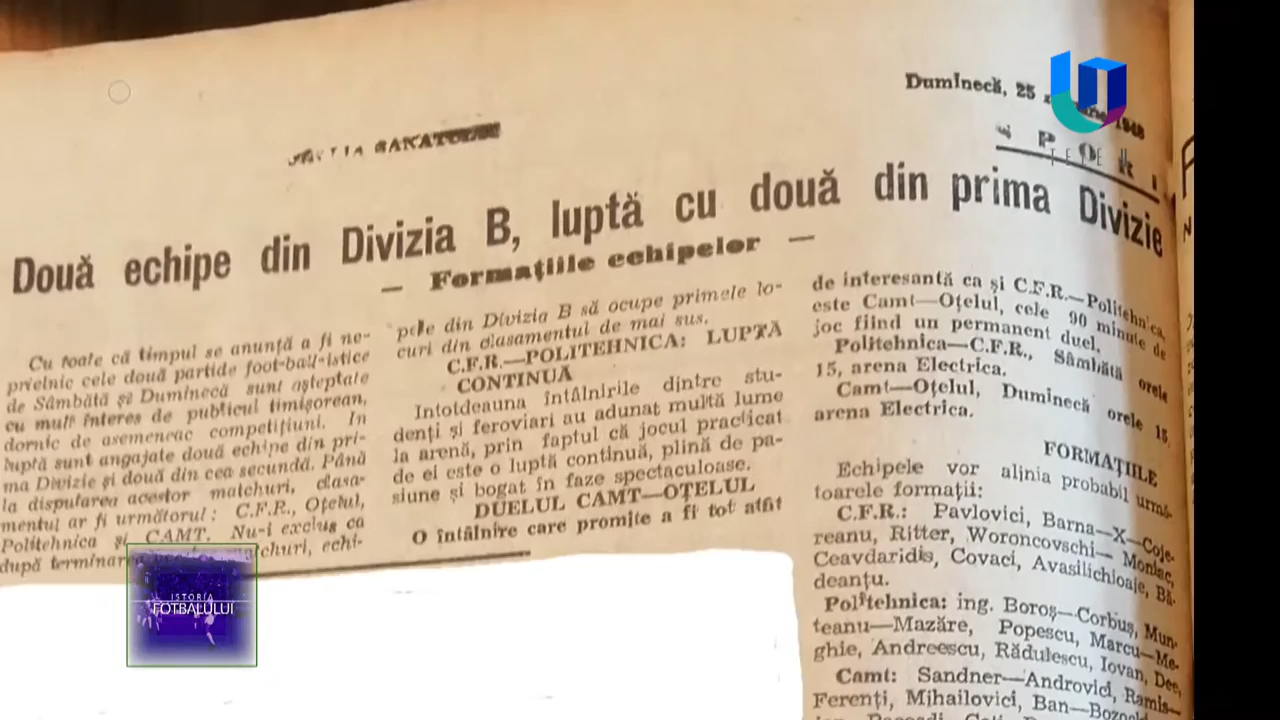 Duminecă, 25
BANATULUI
SPORT
Două echipe din Divizia B, luptă cu două din prima Divizie
— Formațiile echipelor —
Cu toate că timpul se anunță a fi ne-
prielnic cele două partide foot-ball-istice
de Sâmbătă și Duminecă sunt așteptate
cu mult interes de publicul timișorean,
dornic de asemeneac competițiuni. In
luptă sunt angajate două echipe din pri-
ma Divizie și două din cea secundă. Până
la disputarea acestor matchuri, clasa-
mentul ar fi următorul: C.F.R., Oțelul,
Politehnica și CAMT. Nu-i exclus ca
după terminarea matchuri, echi-
pele din Divizia B să ocupe primele lo-
curi din clasamentul de mai sus.
C.F.R.—POLITEHNICA: LUPTĂ
CONTINUĂ
Intotdeauna întâlnirile dintre stu-
denți și feroviari au adunat multă lume
la arenă, prin faptul că jocul practicat
de ei este o luptă continuă, plină de pa-
siune și bogat în faze spectaculoase.
DUELUL CAMT—OȚELUL
O întâlnire care promite a fi tot atât
de interesantă ca și C.F.R.—Politehnica,
este Camt—Oțelul, cele 90 minute de
joc fiind un permanent duel.
Politehnica—C.F.R., Sâmbătă orele
15, arena Electrica.
Camt—Oțelul, Duminecă orele 15,
arena Electrica.
FORMAȚIILE
Echipele vor alinia probabil urmă-
toarele formații:
C.F.R.: Pavlovici, Barna—X—Coje-
reanu, Ritter, Woroncovschi—Moniac,
Ceavdaridis, Covaci, Avasilichioaje, Bă-
deanțu.
Politehnica: ing. Boroș—Corbuș, Mun-
teanu—Mazăre, Popescu, Marcu—Me-
ghie, Andreescu, Rădulescu, Iovan, Dee,
Camt: Sandner—Androvici, Ramis—
Ferenți, Mihailovici, Ban—
TELE
ISTORIA
FOTBALULUI